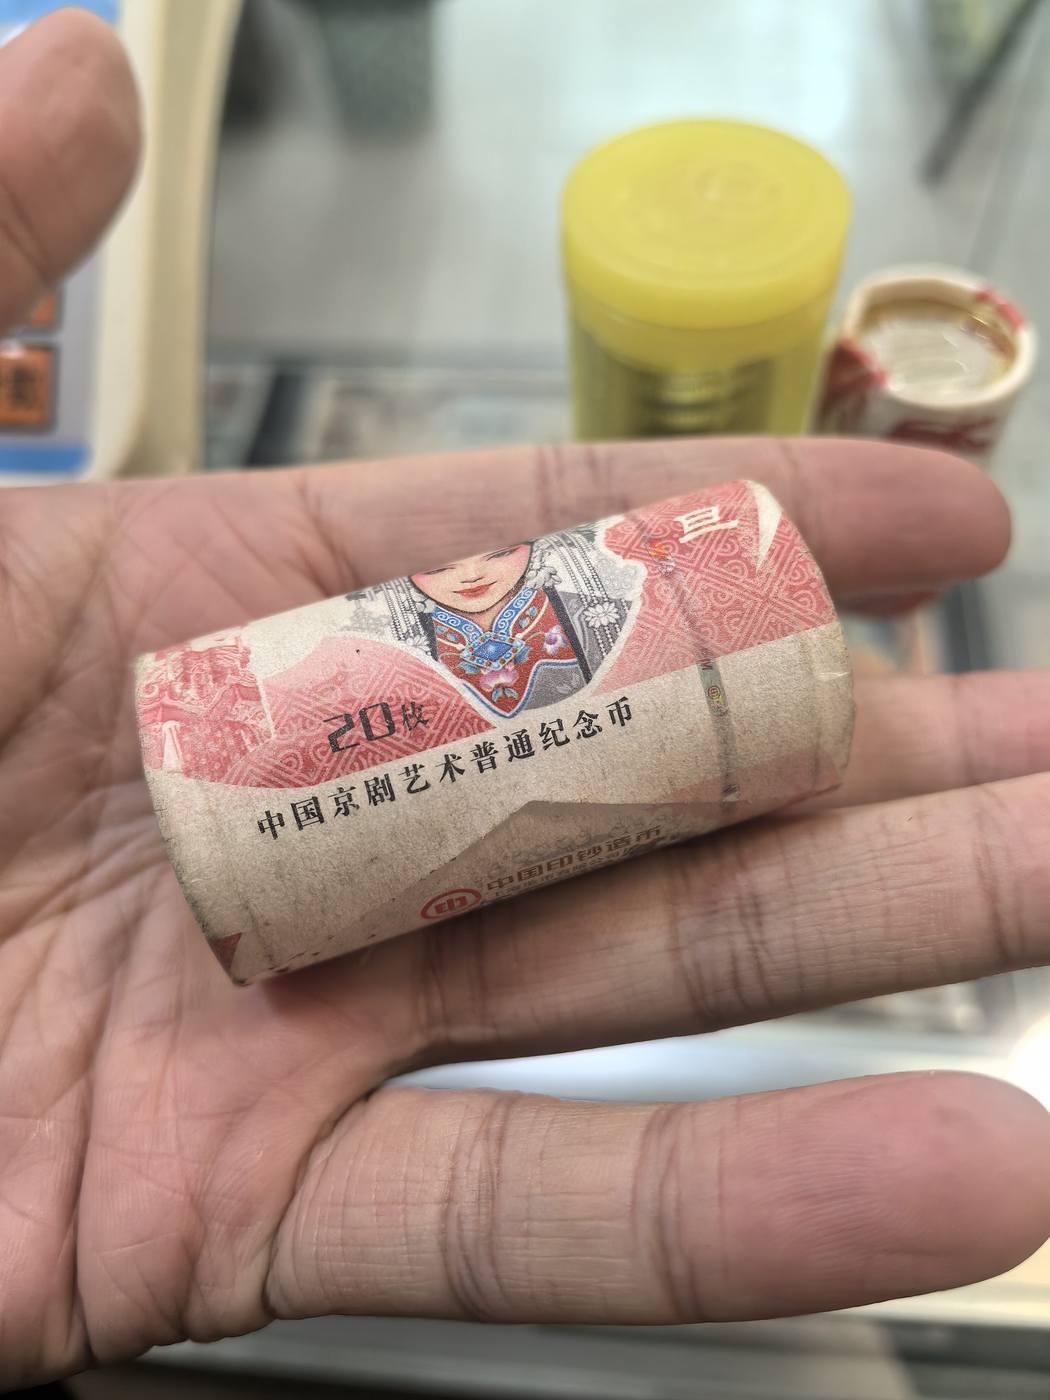 旦
20枚
中国京剧艺术普通纪念币
中国印钞造币